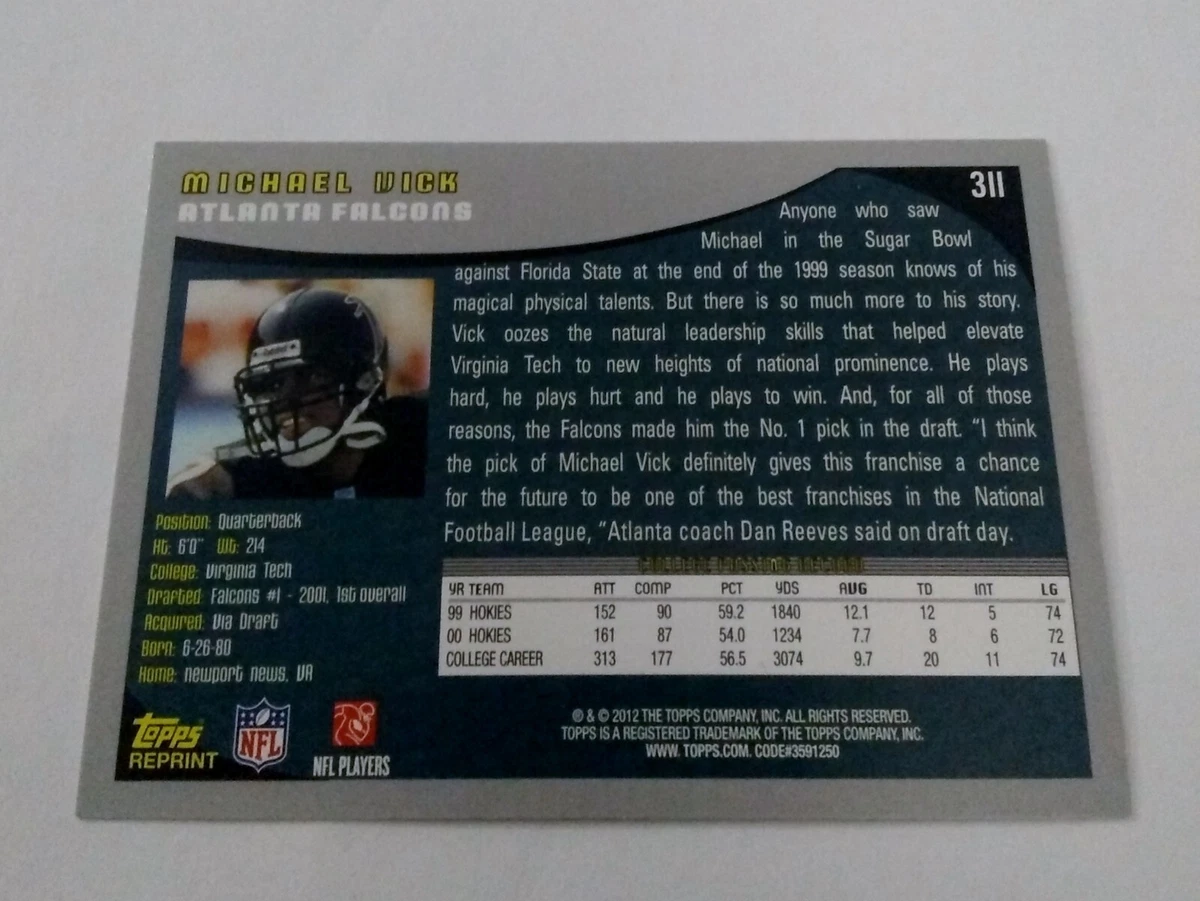 MICHAEL VICK
ATLANTA FALCONS
311
Anyone who saw
Michael in the Sugar Bowl
against Florida State at the end of the 1999 season knows of his
magical physical talents. But there is so much more to his story.
Vick oozes the natural leadership skills that helped elevate
Virginia Tech to new heights of national prominence. He plays
hard, he plays hurt and he plays to win. And, for all of those
reasons, the Falcons made him the No. 1 pick in the draft. “I think
the pick of Michael Vick definitely gives this franchise a chance
for the future to be one of the best franchises in the National
Football League, “Atlanta coach Dan Reeves said on draft day.
Position: Quarterback
Ht: 6'0" Wt: 214
College: Virginia Tech
Drafted: Falcons #1 - 2001, 1st overall
Acquired: Via Draft
Born: 6-26-80
Home: newport news, VA
YR TEAM ATT COMP PCT YDS AVG TD INT LG
99 HOKIES 152 90 59.2 1840 12.1 12 5 74
00 HOKIES 161 87 54.0 1234 7.7 8 6 72
COLLEGE CAREER 313 177 56.5 3074 9.7 20 11 74
Topps
REPRINT
NFL
NFL PLAYERS
® & © 2012 THE TOPPS COMPANY, INC. ALL RIGHTS RESERVED.
TOPPS IS A REGISTERED TRADEMARK OF THE TOPPS COMPANY, INC.
WWW. TOPPS.COM. CODE#3591250